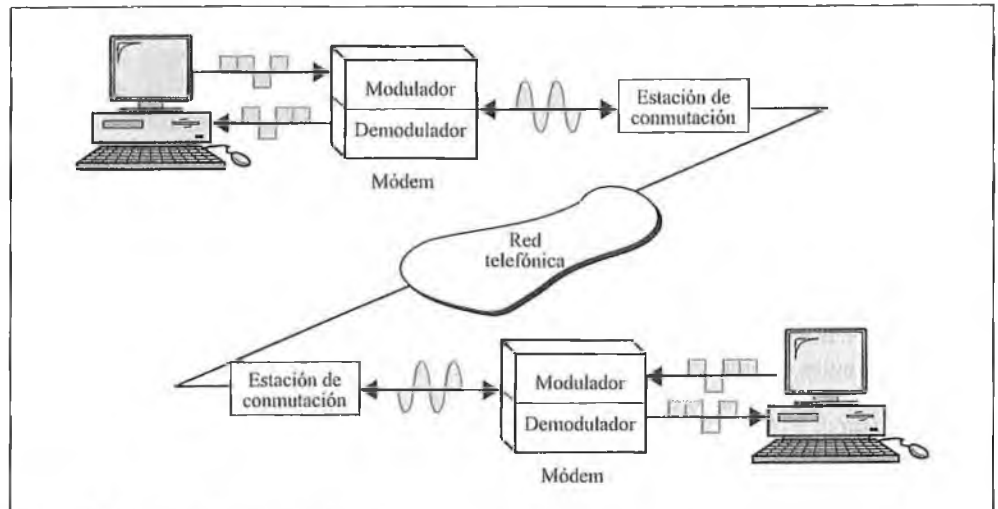 Modulador
Demodulador
Módem
Estación de
conmutación
Red
telefónica
Estación de
conmutación
Modulador
Demodulador
Módem